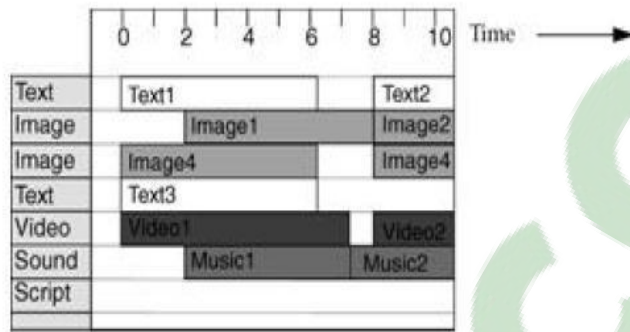 0 2 4 6 8 10 Time
Text Text1 Text2
Image Image1 Image2
Image Image4 Image4
Text Text3
Video Video1 Video2
Sound Music1 Music2
Script